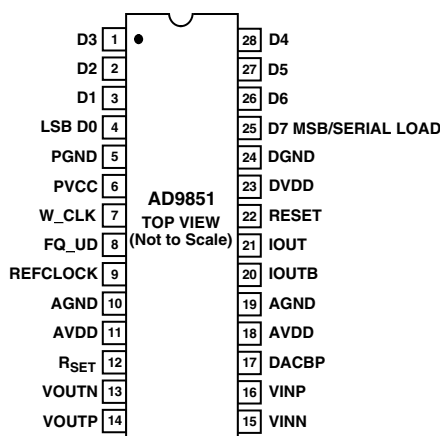 D3 1
D2 2
D1 3
LSB D0 4
PGND 5
PVCC 6
W_CLK 7
FQ_UD 8
REFCLOCK 9
AGND 10
AVDD 11
RSET 12
VOUTN 13
VOUTP 14
AD9851
TOP VIEW
(Not to Scale)
28 D4
27 D5
26 D6
25 D7 MSB/SERIAL LOAD
24 DGND
23 DVDD
22 RESET
21 IOUT
20 IOUTB
19 AGND
18 AVDD
17 DACBP
16 VINP
15 VINN